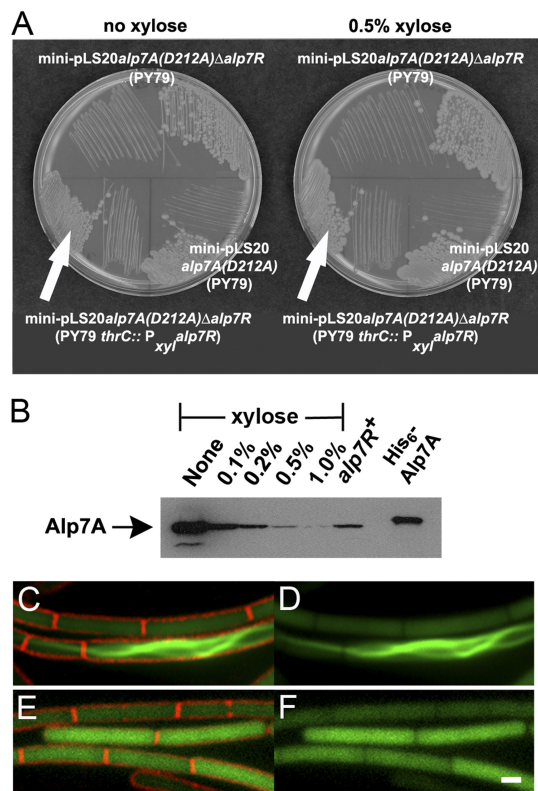 A
no xylose
0.5% xylose
mini-pLS20alp7A(D212A)Δalp7R
(PY79)
mini-pLS20alp7A(D212A)Δalp7R
(PY79)
mini-pLS20
alp7A(D212A)
(PY79)
mini-pLS20
alp7A(D212A)
(PY79)
mini-pLS20alp7A(D212A)Δalp7R
(PY79 thrC:: Pxylalp7R)
mini-pLS20alp7A(D212A)Δalp7R
(PY79 thrC:: Pxylalp7R)
B
xylose
None
0.1%
0.2%
0.5%
1.0%
alp7R+
His6-
Alp7A
Alp7A
C
D
E
F